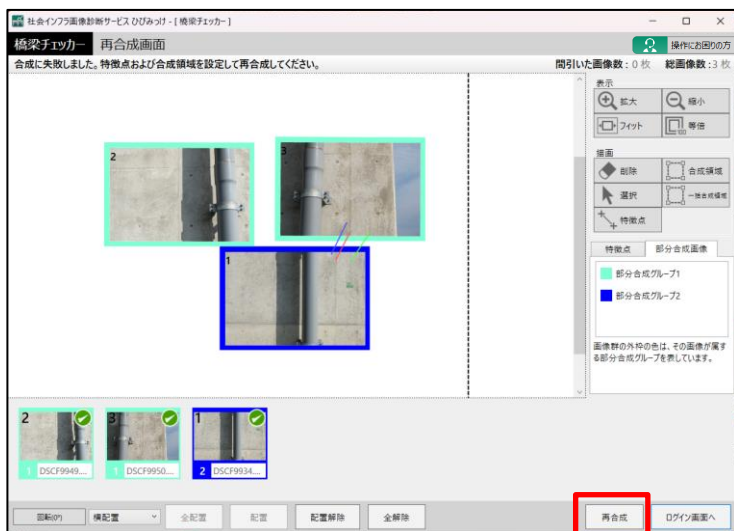 社会インフラ画像診断サービス ひびみっけ - [ 橋梁チェッカー ]
橋梁チェッカー 再合成画面
操作にお困りの方
合成に失敗しました。特徴点および合成領域を設定して再合成してください。
間引いた画像数 : 0 枚 総画像数 : 3 枚
2
3
1
表示
拡大 縮小
フィット 等倍
描画
削除 合成領域
選択 一括合成領域
特徴点
特徴点 部分合成画像
部分合成グループ1
部分合成グループ2
画像群の外枠の色は、その画像が属す
る部分合成グループを表しています。
2 3 1
1 DSCF9949.... 1 DSCF9950.... 2 DSCF9934....
回転(0°) 横配置 全配置 配置 配置解除 全解除 再合成 ログイン画面へ